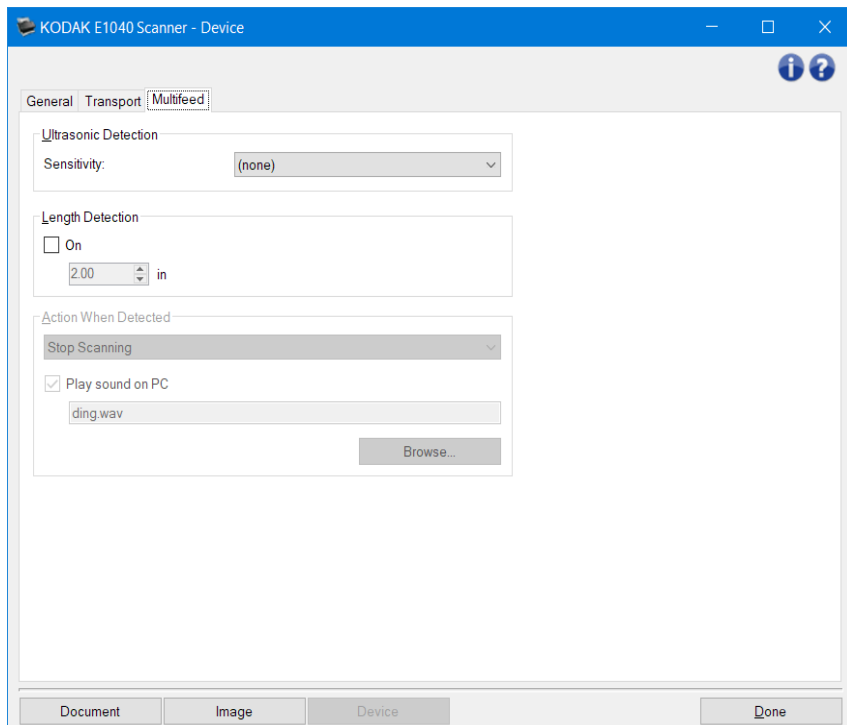 KODAK E1040 Scanner - Device
General Transport Multifeed
Ultrasonic Detection
Sensitivity: (none)
Length Detection
On
2.00 in
Action When Detected
Stop Scanning
Play sound on PC
ding.wav
Browse...
Document Image Device Done